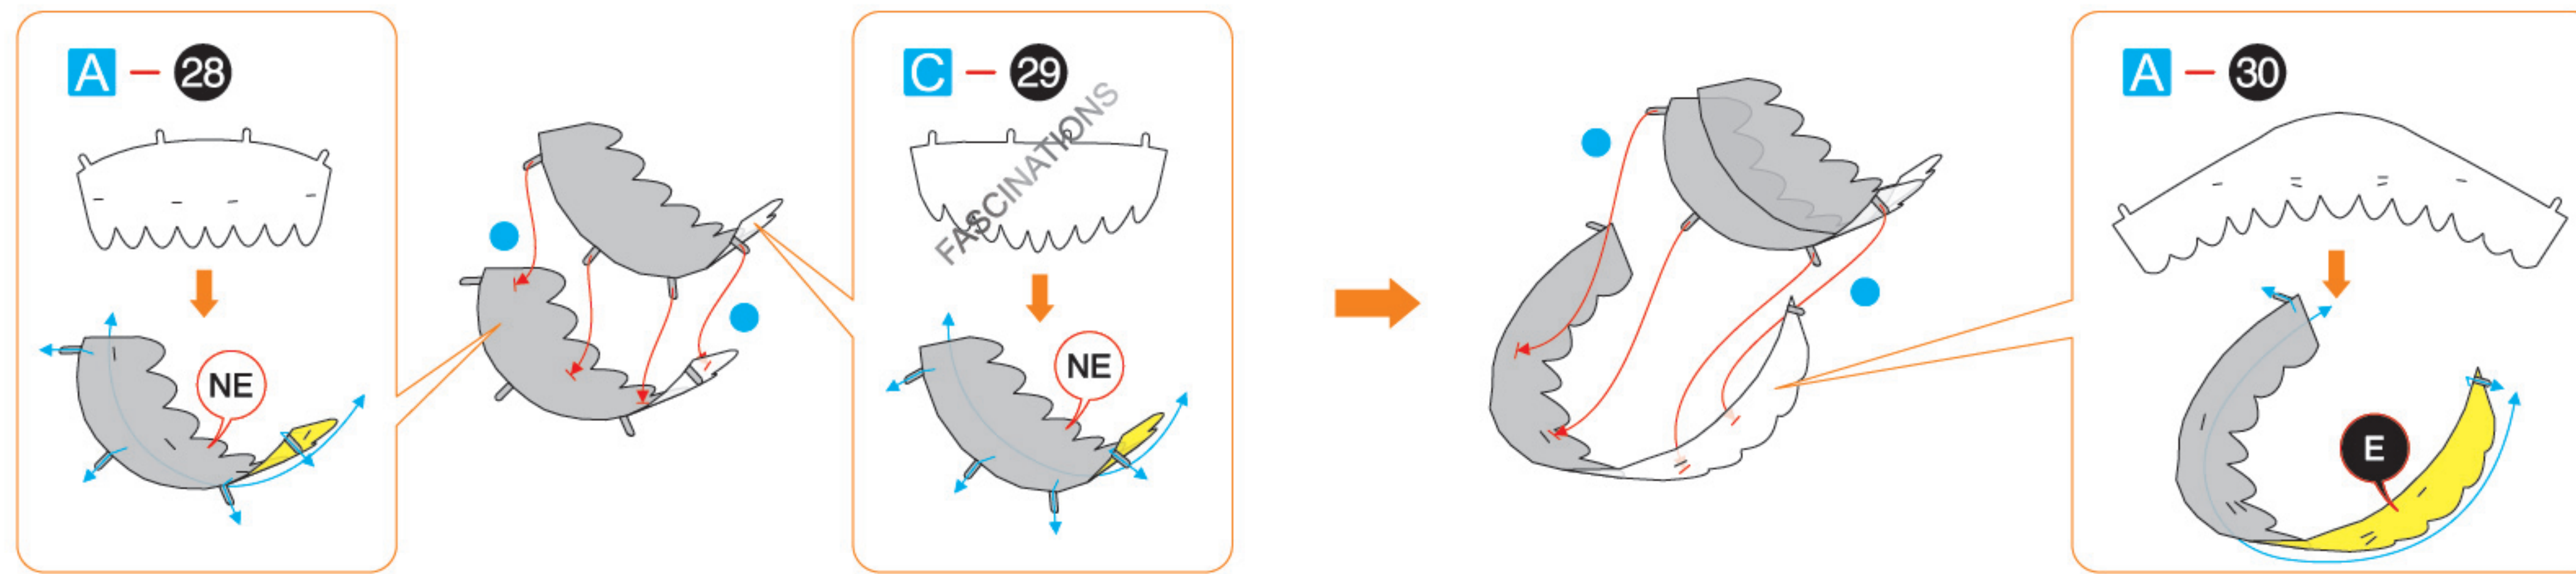 A – 28
NE
C – 29
FASCINATIONS
NE
A – 30
E